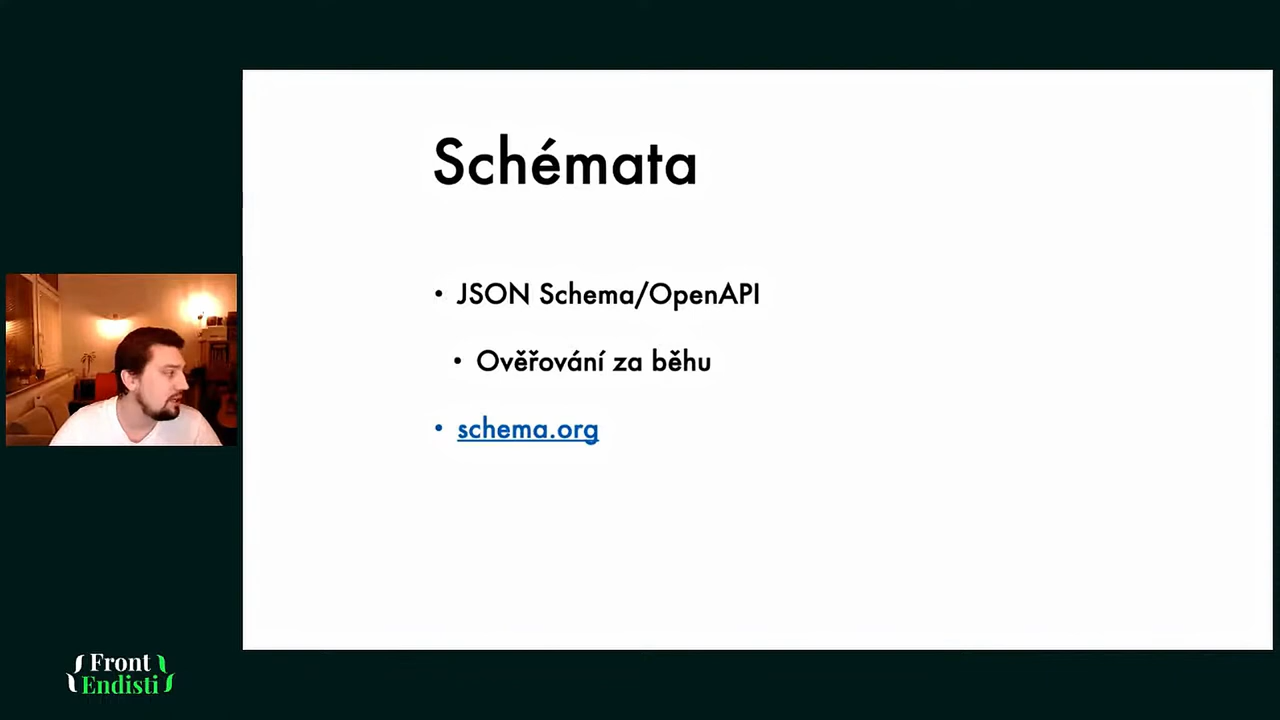 Schémata
• JSON Schema/OpenAPI
• Ověřování za běhu
• schema.org
{Front}
{Endisti}